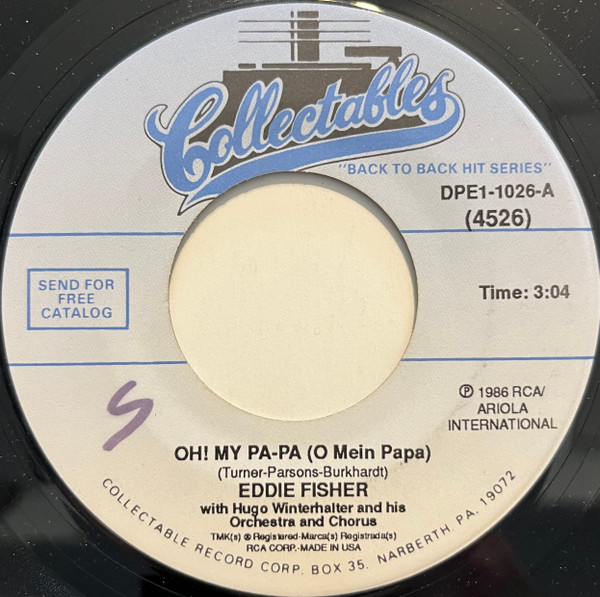 Collectables
"BACK TO BACK HIT SERIES"
DPE1-1026-A
(4526)
SEND FOR
FREE
CATALOG
Time: 3:04
℗ 1986 RCA/
ARIOLA
INTERNATIONAL
S
OH! MY PA-PA (O Mein Papa)
(Turner-Parsons-Burkhardt)
EDDIE FISHER
with Hugo Winterhalter and his
Orchestra and Chorus
TMK(s) ® Registered-Marca(s) Registrada(s)
RCA CORP.-MADE IN USA
COLLECTABLE RECORD CORP. BOX 35, NARBERTH, PA. 19072